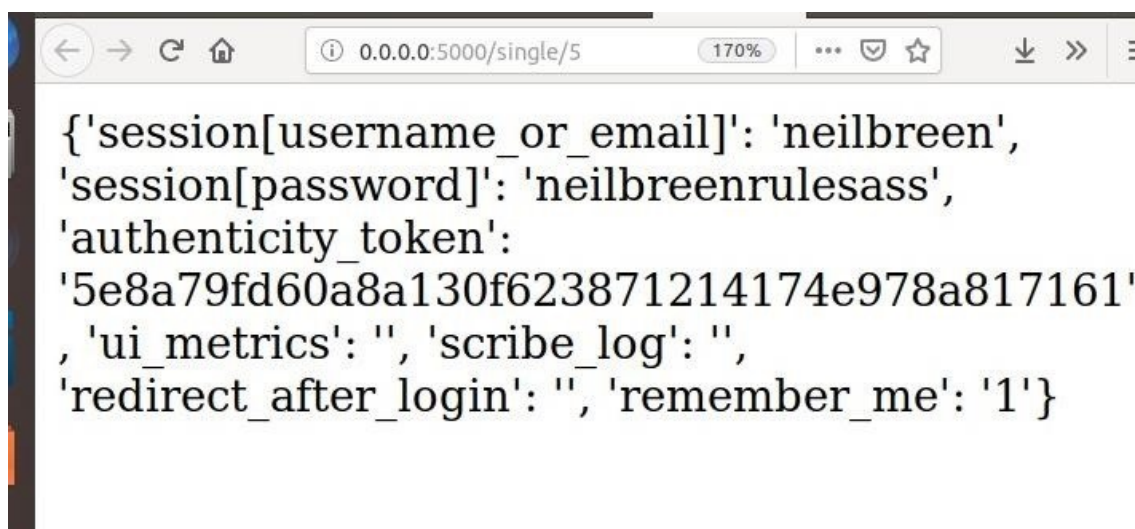 0.0.0.0:5000/single/5 170%
{'session[username_or_email]': 'neilbreen',
'session[password]': 'neilbreenrulesass',
'authenticity_token':
'5e8a79fd60a8a130f623871214174e978a817161'
, 'ui_metrics': '', 'scribe_log': '',
'redirect_after_login': '', 'remember_me': '1'}